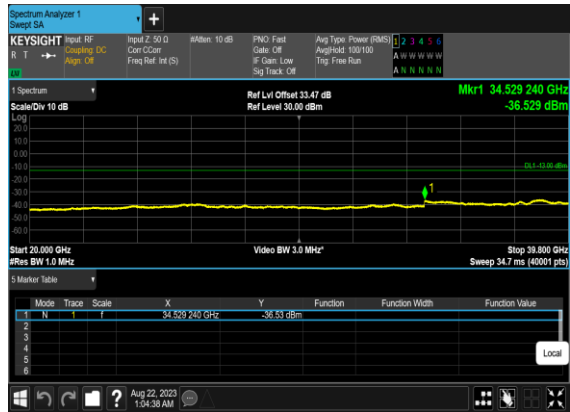 Spectrum Analyzer 1
Swept SA
+
KEYSIGHT Input: RF Input Z: 50 Ω #Atten: 10 dB PNO: Fast Avg Type: Power (RMS) 1 2 3 4 5 6
R T Coupling: DC Corr CCorr Gate: Off Avg|Hold: 100/100 A W W W W W
Align: Off Freq Ref: Int (S) IF Gain: Low Trig: Free Run
LW Sig Track: Off A N N N N N
1 Spectrum Ref Lvl Offset 33.47 dB Mkr1 34.529 240 GHz
Scale/Div 10 dB Ref Level 30.00 dBm -36.529 dBm
Log
20.0
10.0
0.00
-10.0 DL1 -13.00 dBm
-20.0
-30.0 1
-40.0
-50.0
-60.0
Start 20.000 GHz Video BW 3.0 MHz* Stop 39.800 GHz
#Res BW 1.0 MHz Sweep 34.7 ms (40001 pts)
5 Marker Table
Mode Trace Scale X Y Function Function Width Function Value
1 N 1 f 34.529 240 GHz -36.53 dBm
2
3
4
5
6
Local
? Aug 22, 2023
1:04:38 AM